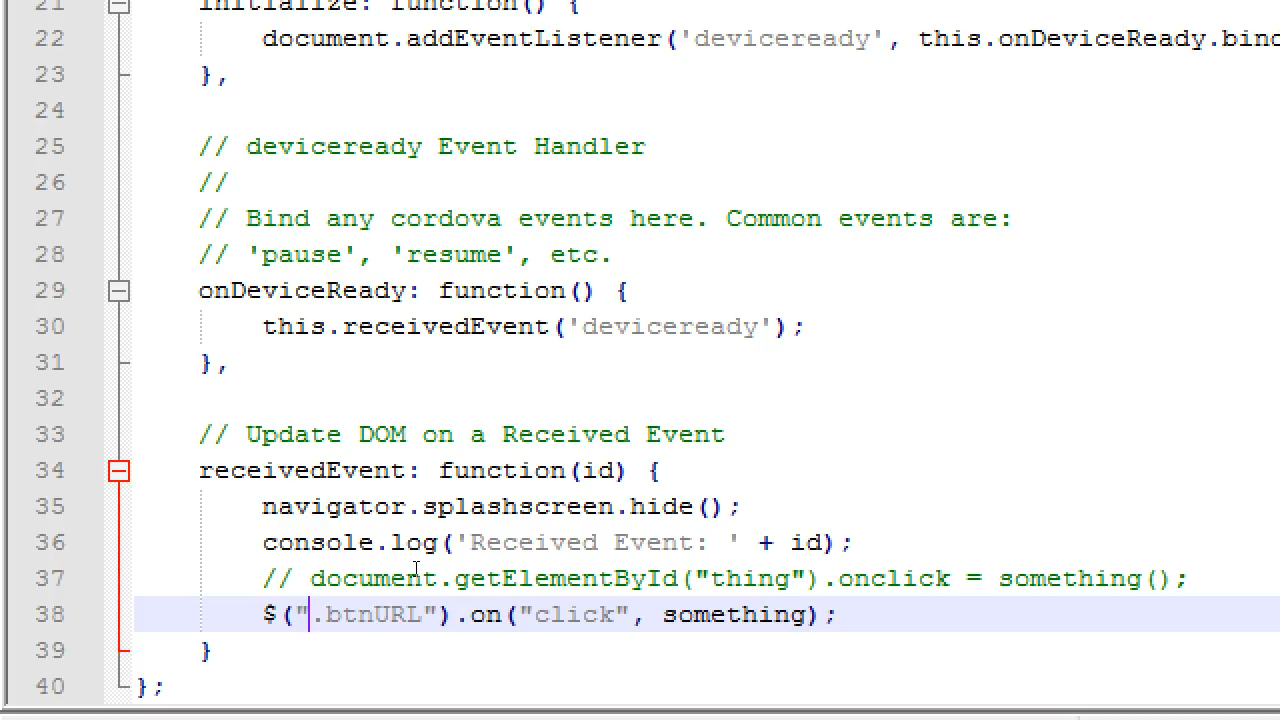 21 initialize: function() {
22 document.addEventListener('deviceready', this.onDeviceReady.bind
23 },
24
25 // deviceready Event Handler
26 //
27 // Bind any cordova events here. Common events are:
28 // 'pause', 'resume', etc.
29 onDeviceReady: function() {
30 this.receivedEvent('deviceready');
31 },
32
33 // Update DOM on a Received Event
34 receivedEvent: function(id) {
35 navigator.splashscreen.hide();
36 console.log('Received Event: ' + id);
37 // document.getElementById("thing").onclick = something();
38 $(".btnURL").on("click", something);
39 }
40 };